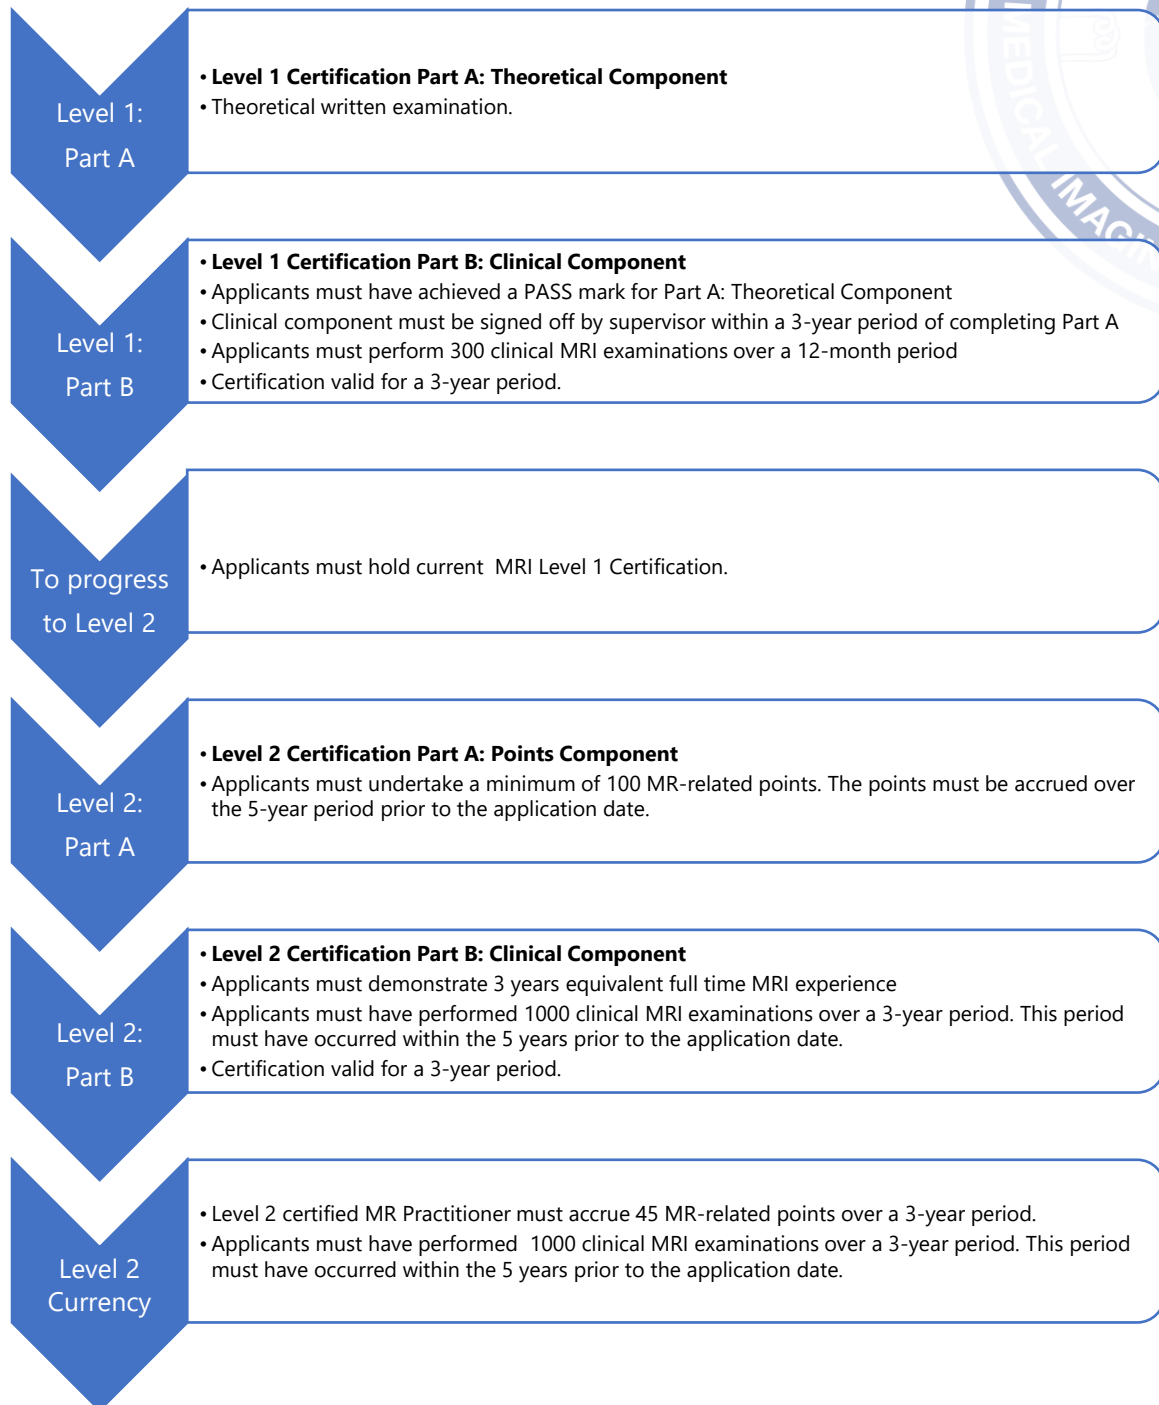 MEDICAL IMAGIN
Level 1:
Part A
• Level 1 Certification Part A: Theoretical Component
• Theoretical written examination.
Level 1:
Part B
• Level 1 Certification Part B: Clinical Component
• Applicants must have achieved a PASS mark for Part A: Theoretical Component
• Clinical component must be signed off by supervisor within a 3-year period of completing Part A
• Applicants must perform 300 clinical MRI examinations over a 12-month period
• Certification valid for a 3-year period.
To progress
to Level 2
• Applicants must hold current  MRI Level 1 Certification.
Level 2:
Part A
• Level 2 Certification Part A: Points Component
• Applicants must undertake a minimum of 100 MR-related points. The points must be accrued over
the 5-year period prior to the application date.
Level 2:
Part B
• Level 2 Certification Part B: Clinical Component
• Applicants must demonstrate 3 years equivalent full time MRI experience
• Applicants must have performed 1000 clinical MRI examinations over a 3-year period. This period
must have occurred within the 5 years prior to the application date.
• Certification valid for a 3-year period.
Level 2
Currency
• Level 2 certified MR Practitioner must accrue 45 MR-related points over a 3-year period.
• Applicants must have performed  1000 clinical MRI examinations over a 3-year period. This period
must have occurred within the 5 years prior to the application date.